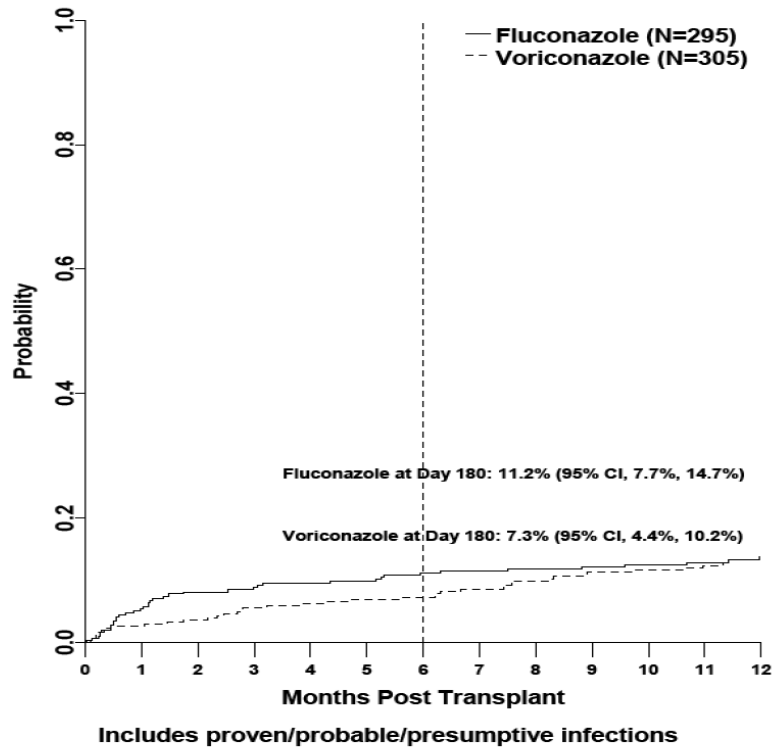 Fluconazole (N=295)
Voriconazole (N=305)
1.0
0.8
0.6
0.4
0.2
0.0
Probability
Fluconazole at Day 180: 11.2% (95% CI, 7.7%, 14.7%)
Voriconazole at Day 180: 7.3% (95% CI, 4.4%, 10.2%)
0 1 2 3 4 5 6 7 8 9 10 11 12
Months Post Transplant
Includes proven/probable/presumptive infections